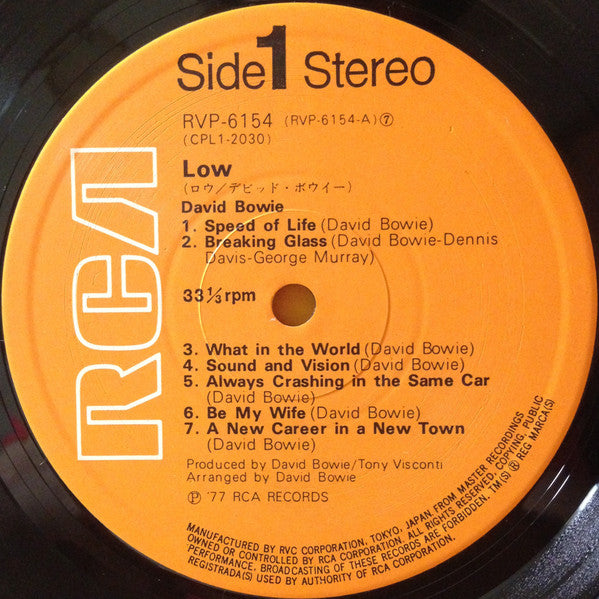 Side 1 Stereo
RVP-6154 (RVP-6154-A) ⑦
(CPL1-2030)
Low
(ロウ/デビッド・ボウイー)
David Bowie
1. Speed of Life (David Bowie)
2. Breaking Glass (David Bowie-Dennis
Davis-George Murray)
33 1/3 rpm
3. What in the World (David Bowie)
4. Sound and Vision (David Bowie)
5. Always Crashing in the Same Car
(David Bowie)
6. Be My Wife (David Bowie)
7. A New Career in a New Town
(David Bowie)
Produced by David Bowie/Tony Visconti
Arranged by David Bowie
Ⓟ '77 RCA RECORDS
RCA
MANUFACTURED BY RVC CORPORATION, TOKYO, JAPAN, FROM MASTER RECORDINGS
OWNED OR CONTROLLED BY RCA CORPORATION. ALL RIGHTS RESERVED. COPYING, PUBLIC
PERFORMANCE, BROADCASTING OF THESE RECORDS ARE FORBIDDEN. TM(S) ® REG MARCA(S)
REGISTRADA(S) USED BY AUTHORITY OF RCA CORPORATION.